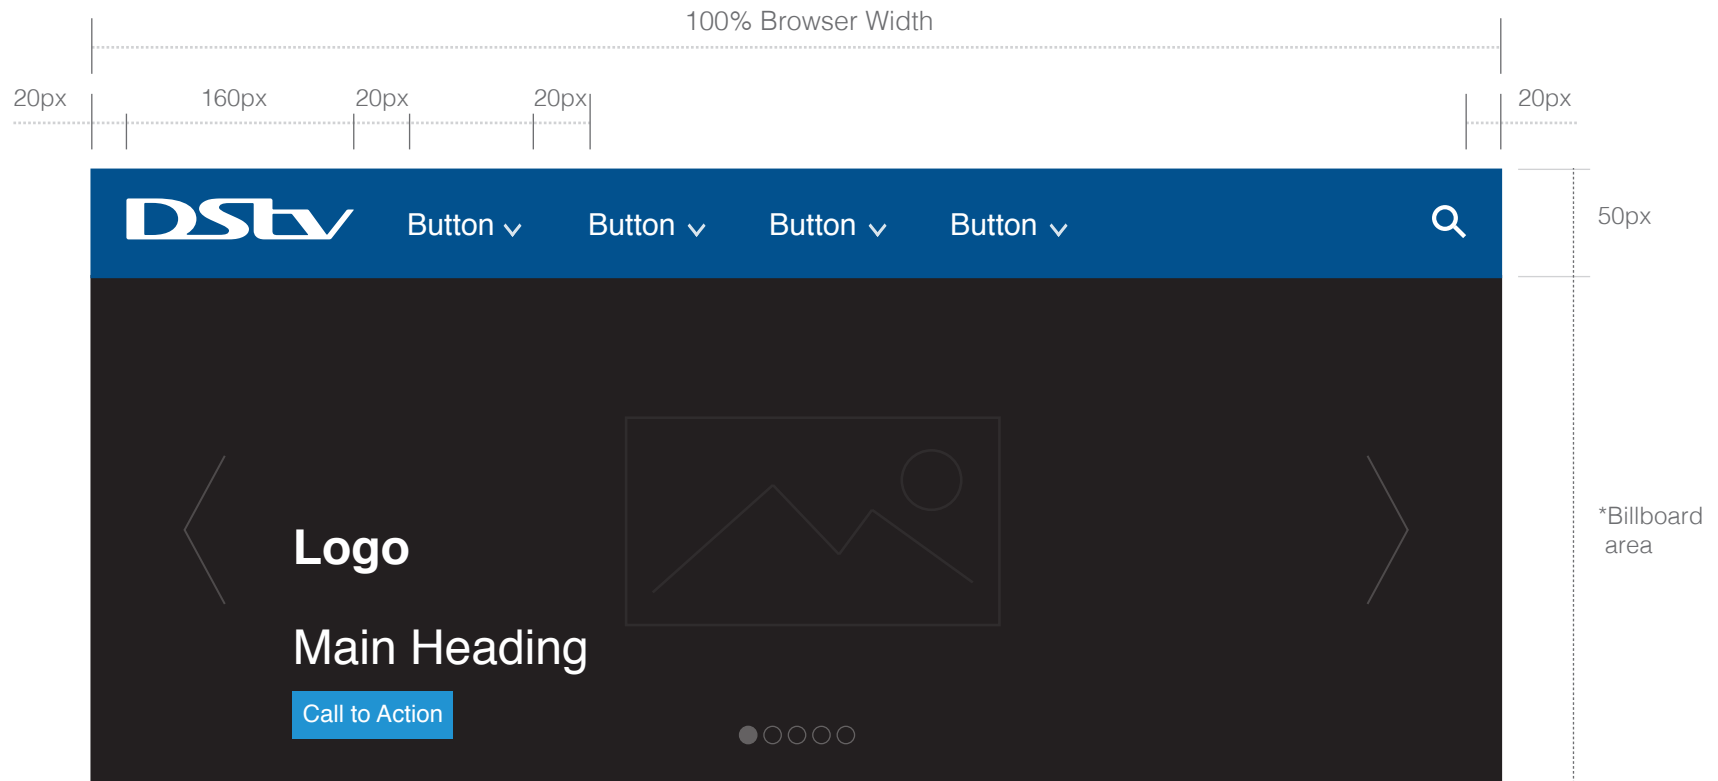 100% Browser Width
20px 160px 20px 20px 20px
DStv Button Button Button Button
50px
*Billboard
area
Logo
Main Heading
Call to Action